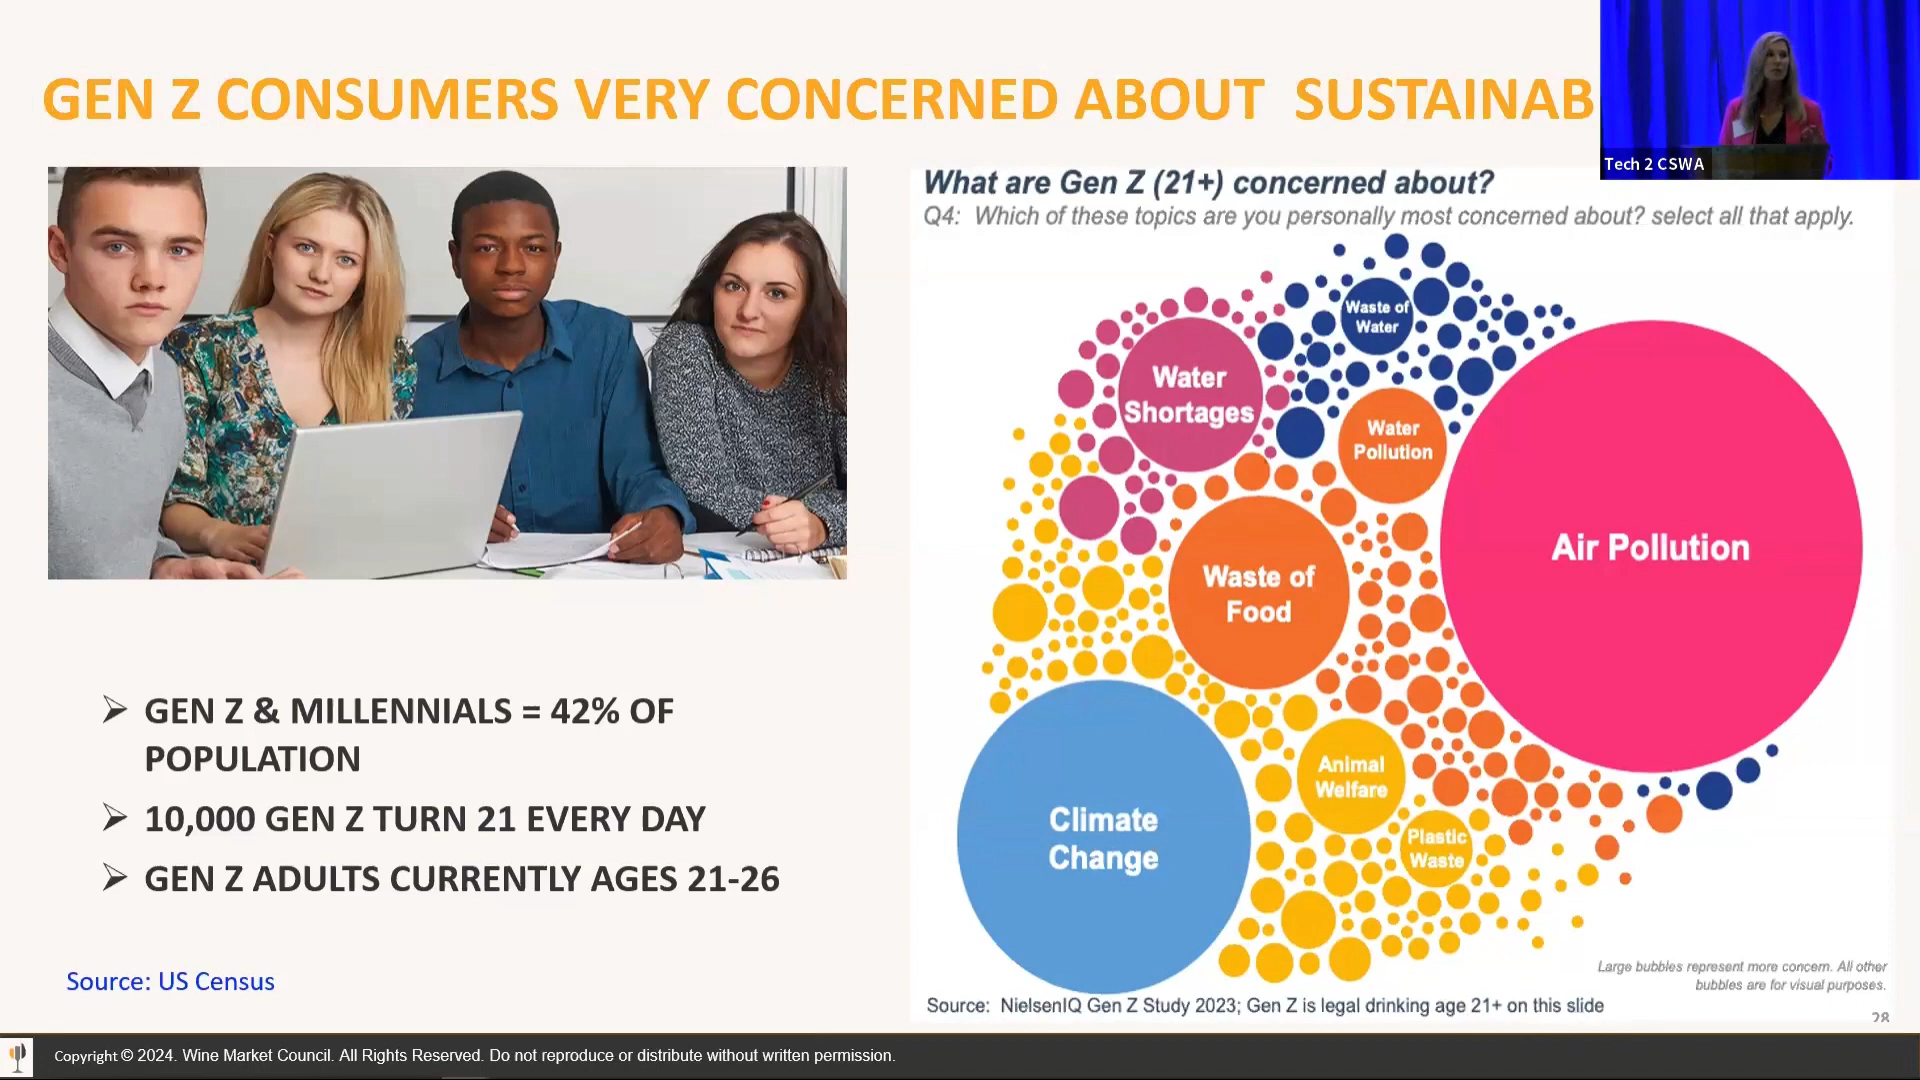 GEN Z CONSUMERS VERY CONCERNED ABOUT SUSTAINAB
Tech 2 CSWA
What are Gen Z (21+) concerned about?
Q4: Which of these topics are you personally most concerned about? select all that apply.
Waste of
Water
Water
Shortages
Water
Pollution
Air Pollution
Waste of
Food
Climate
Change
Animal
Welfare
Plastic
Waste
Large bubbles represent more concern. All other
bubbles are for visual purposes.
Source: NielsenIQ Gen Z Study 2023; Gen Z is legal drinking age 21+ on this slide
28
➢ GEN Z & MILLENNIALS = 42% OF
POPULATION
➢ 10,000 GEN Z TURN 21 EVERY DAY
➢ GEN Z ADULTS CURRENTLY AGES 21-26
Source: US Census
Copyright © 2024. Wine Market Council. All Rights Reserved. Do not reproduce or distribute without written permission.